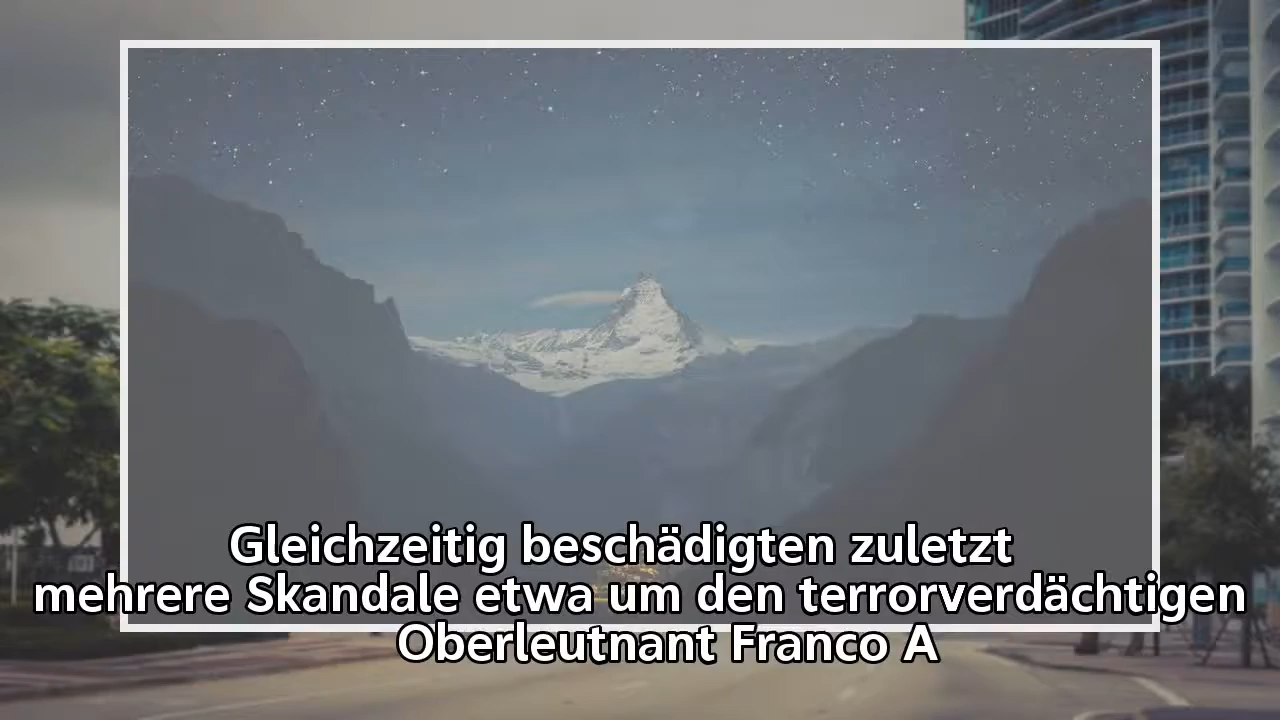 Gleichzeitig beschädigten zuletzt
mehrere Skandale etwa um den terrorverdächtigen
Oberleutnant Franco A